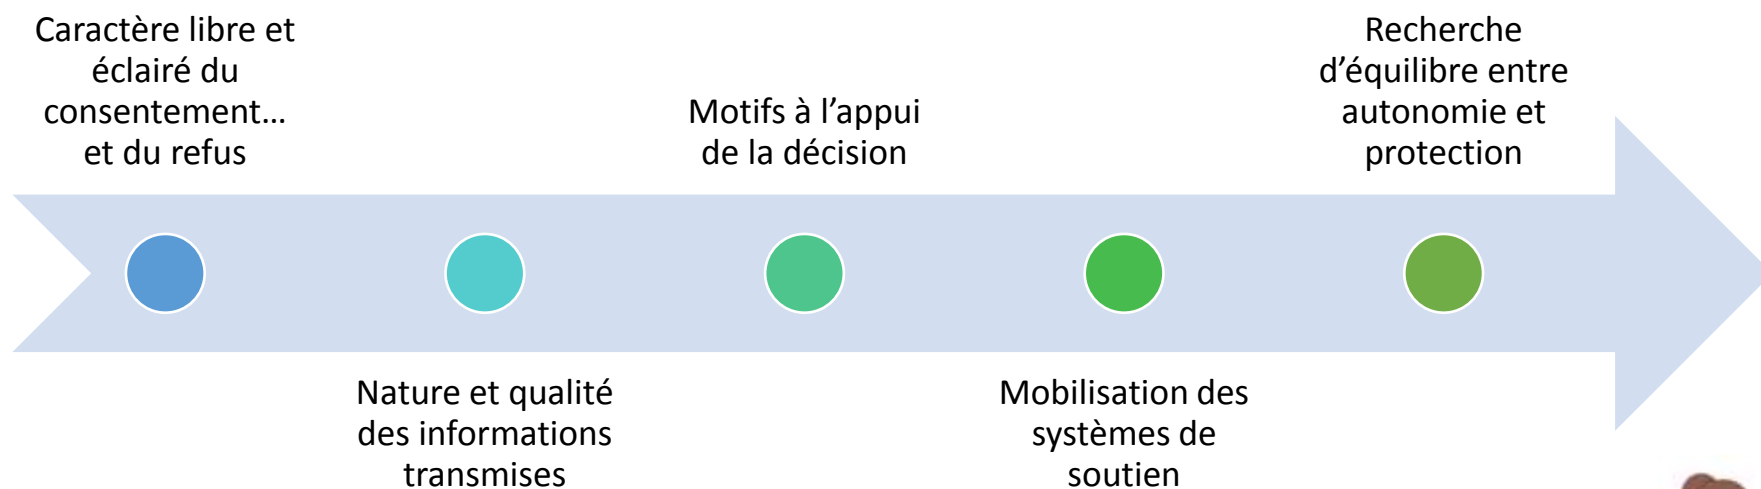 Caractère libre et
éclairé du
consentement…
et du refus
Nature et qualité
des informations
transmises
Motifs à l’appui
de la décision
Mobilisation des
systèmes de
soutien
Recherche
d’équilibre entre
autonomie et
protection